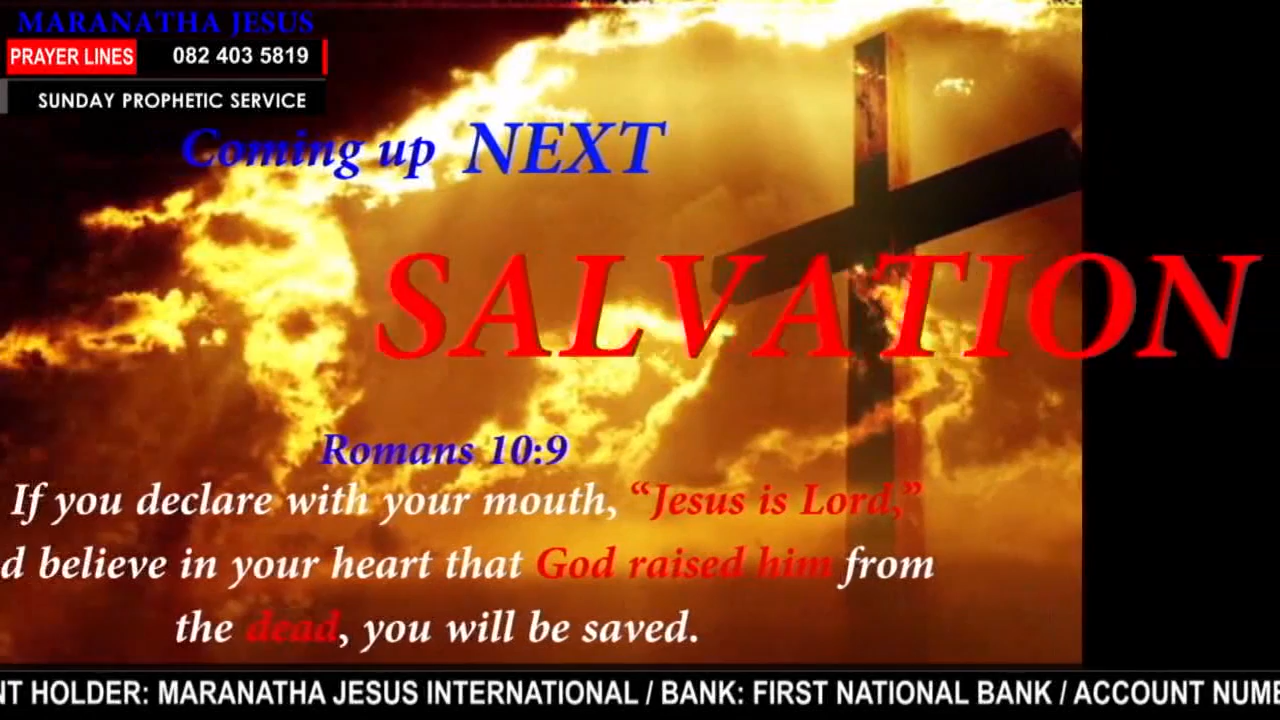 MARANATHA JESUS
PRAYER LINES 082 403 5819
SUNDAY PROPHETIC SERVICE
Coming up NEXT
SALVATION
Romans 10:9
If you declare with your mouth, “Jesus is Lord,”
d believe in your heart that God raised him from
the dead, you will be saved.
NT HOLDER: MARANATHA JESUS INTERNATIONAL / BANK: FIRST NATIONAL BANK / ACCOUNT NUMB